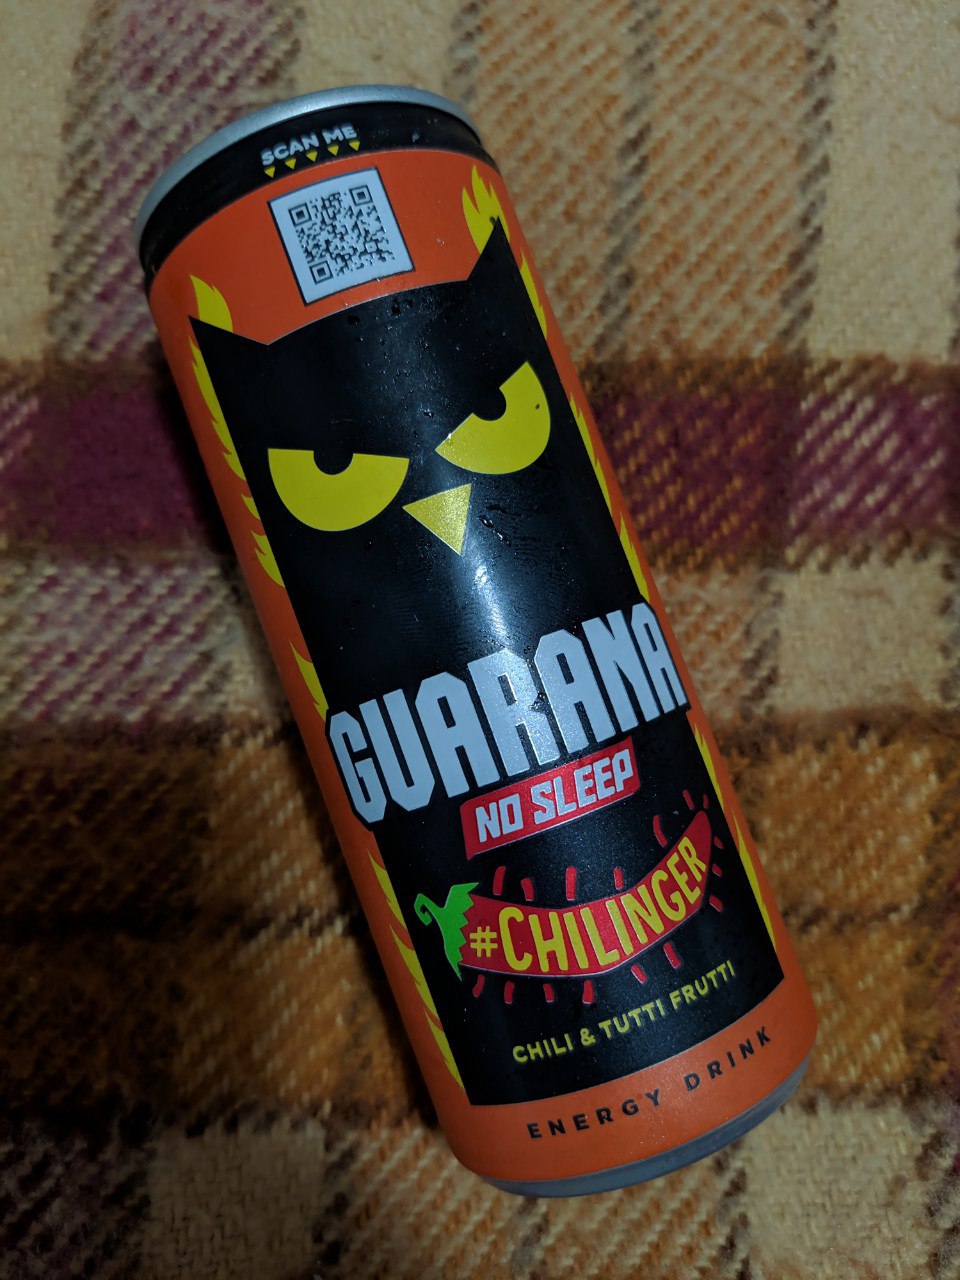 SCAN ME
GUARANA
NO SLEEP
#CHILINGER
CHILI & TUTTI FRUTTI
ENERGY DRINK